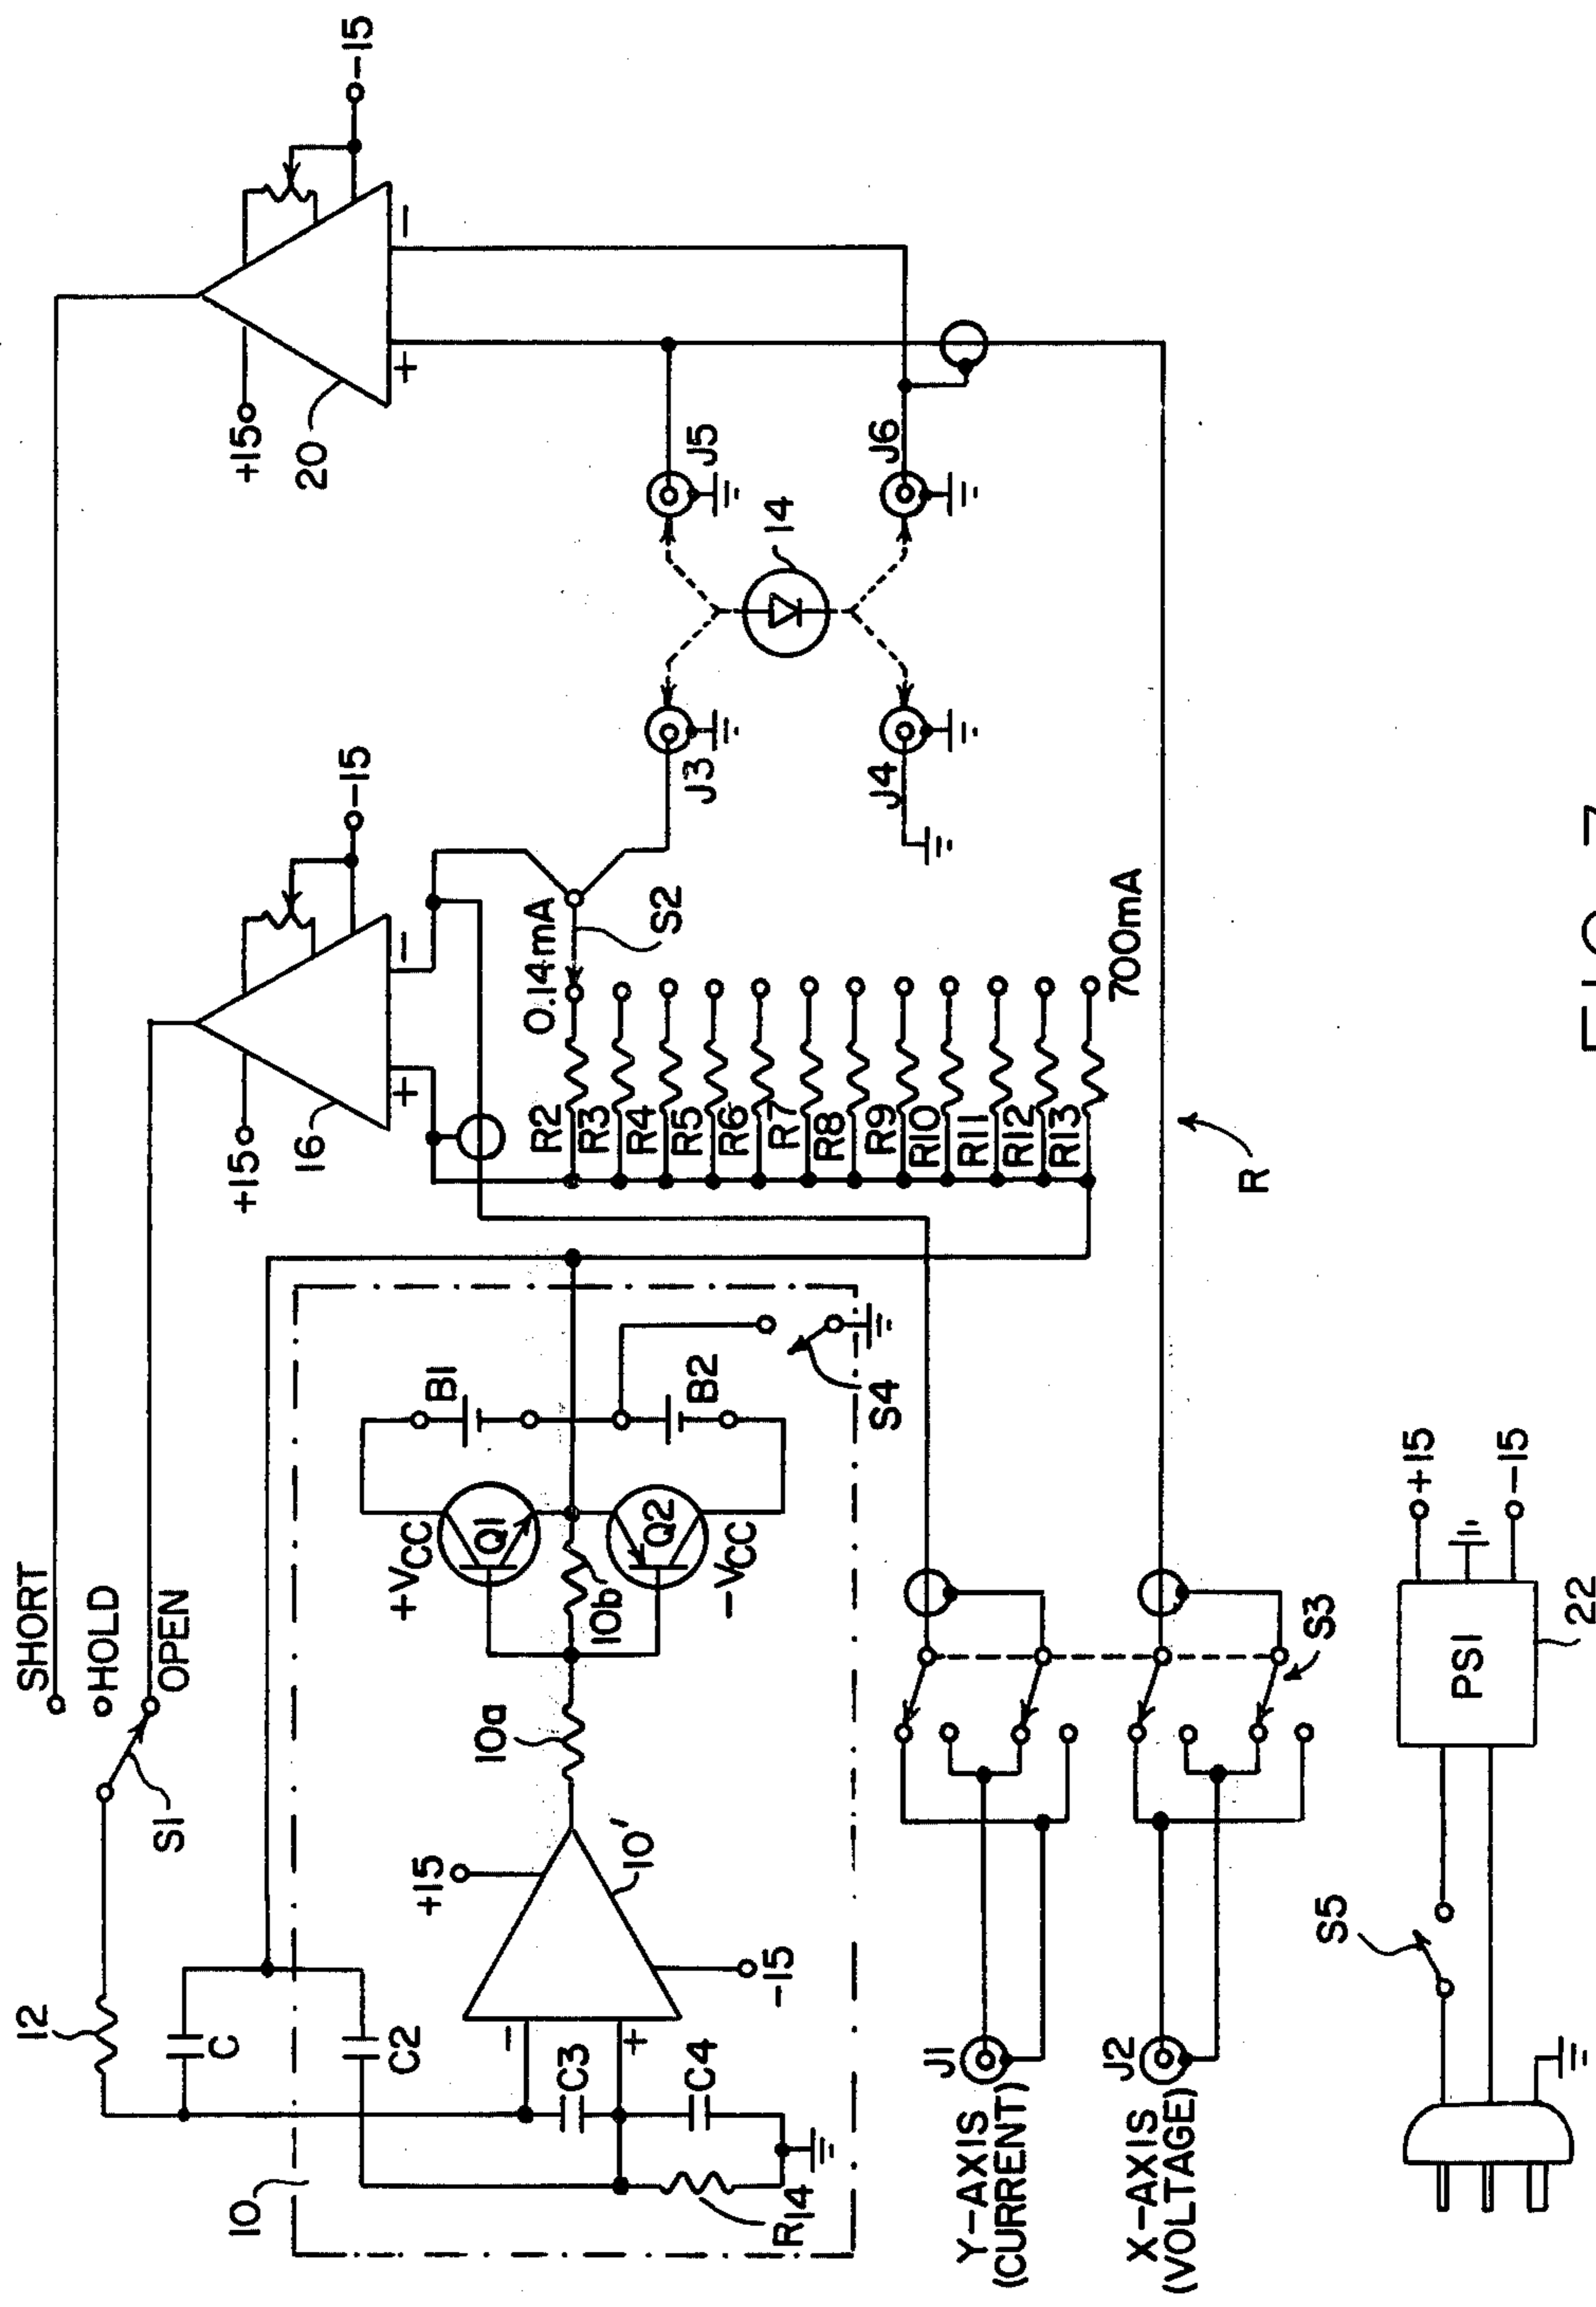 SHORT
HOLD
OPEN
S1
12
C
10
C2
C3
C4
R14
-
+
+15
-15
10'
10a
10b
+VCC
Q1
Q2
-VCC
B1
B2
S4
+15
16
+
-
-15
0.14mA
S2
R2
R3
R4
R5
R6
R7
R8
R9
R10
R11
R12
R13
700mA
R
J3
J4
14
J5
J6
+15
20
+
-
-15
J1
Y-AXIS
(CURRENT)
J2
X-AXIS
(VOLTAGE)
S3
S5
PS1
22
+15
-15